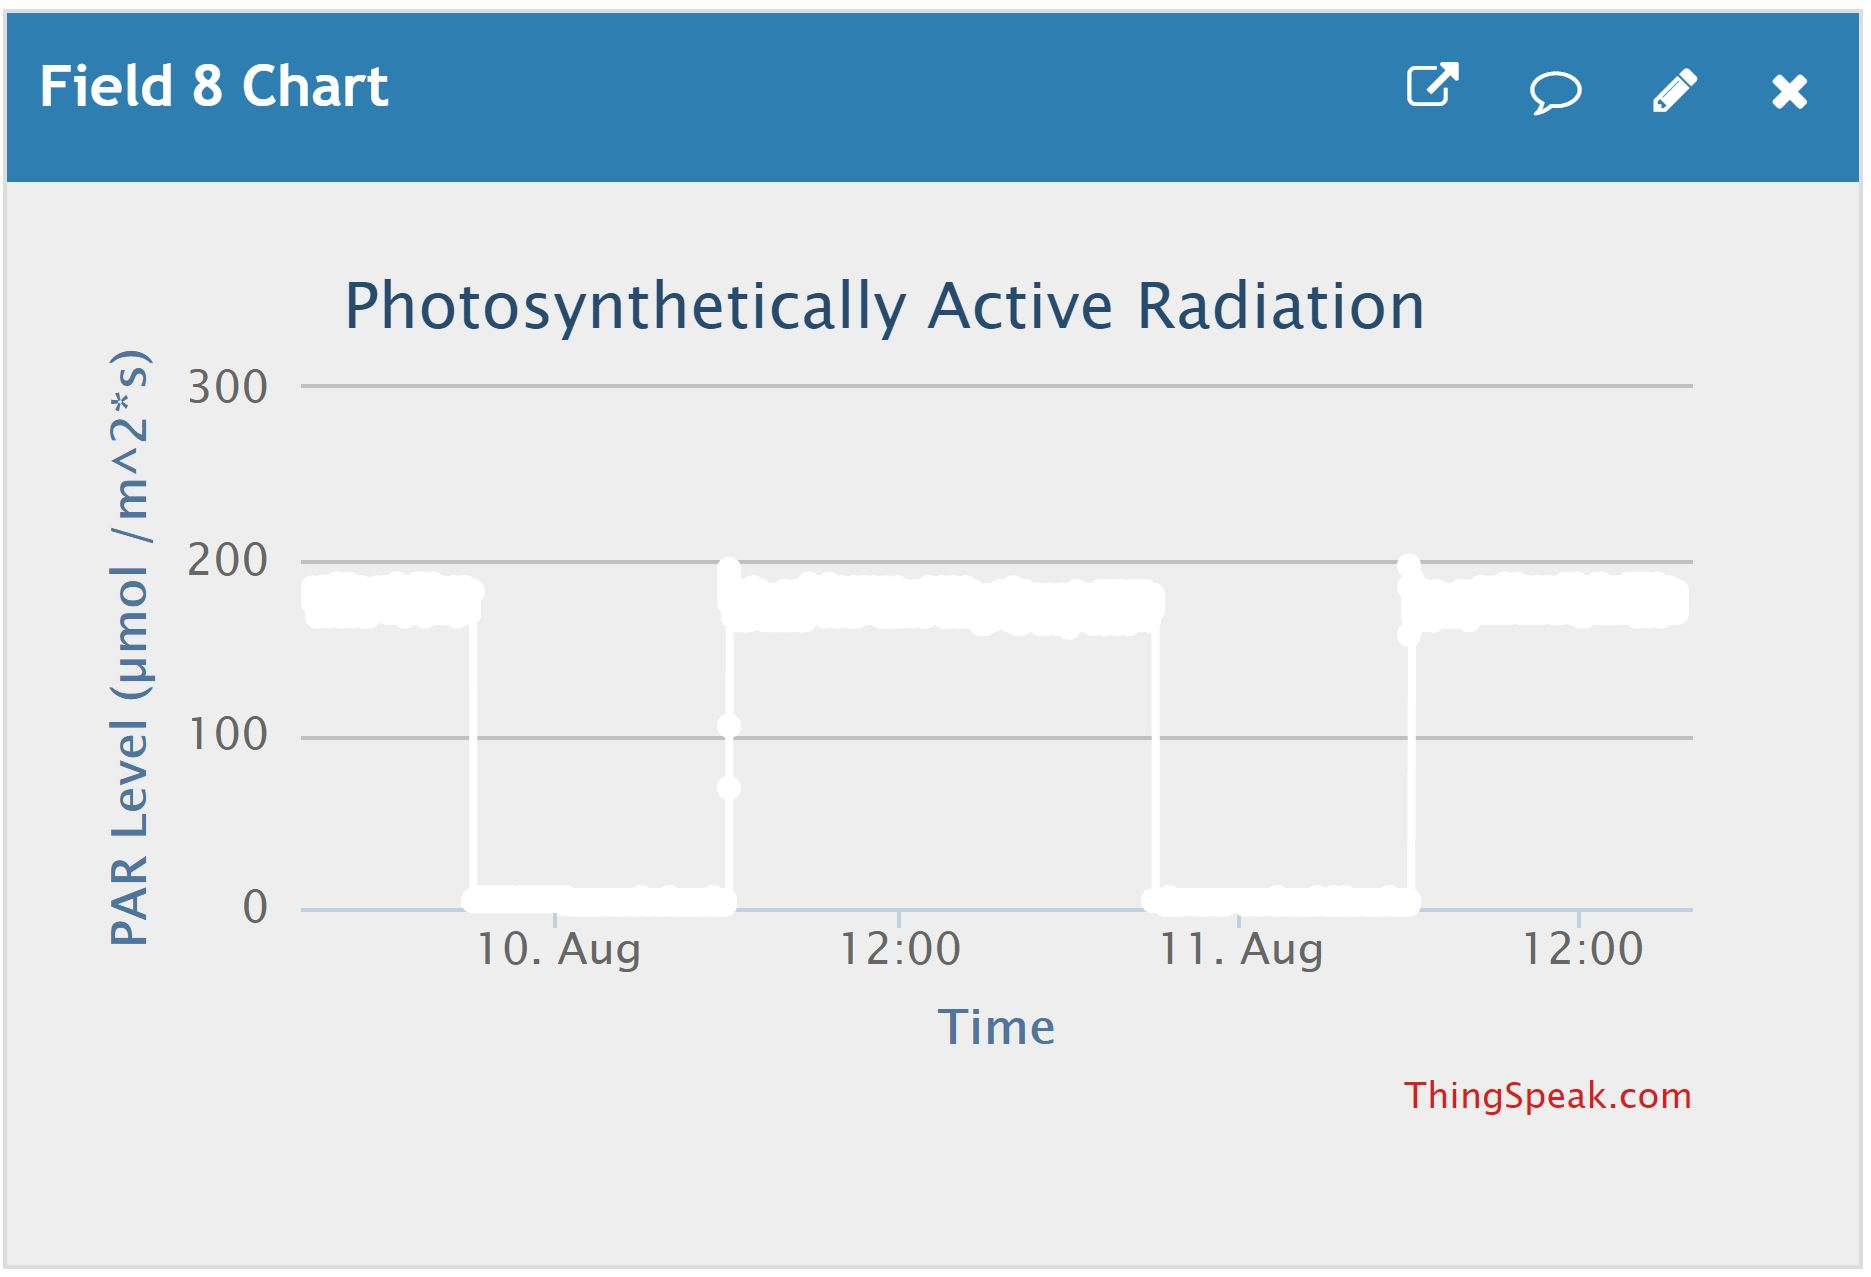 Field 8 Chart
Photosynthetically Active Radiation
PAR Level (μmol /m^2*s)
300
200
100
0
10. Aug
12:00
11. Aug
12:00
Time
ThingSpeak.com